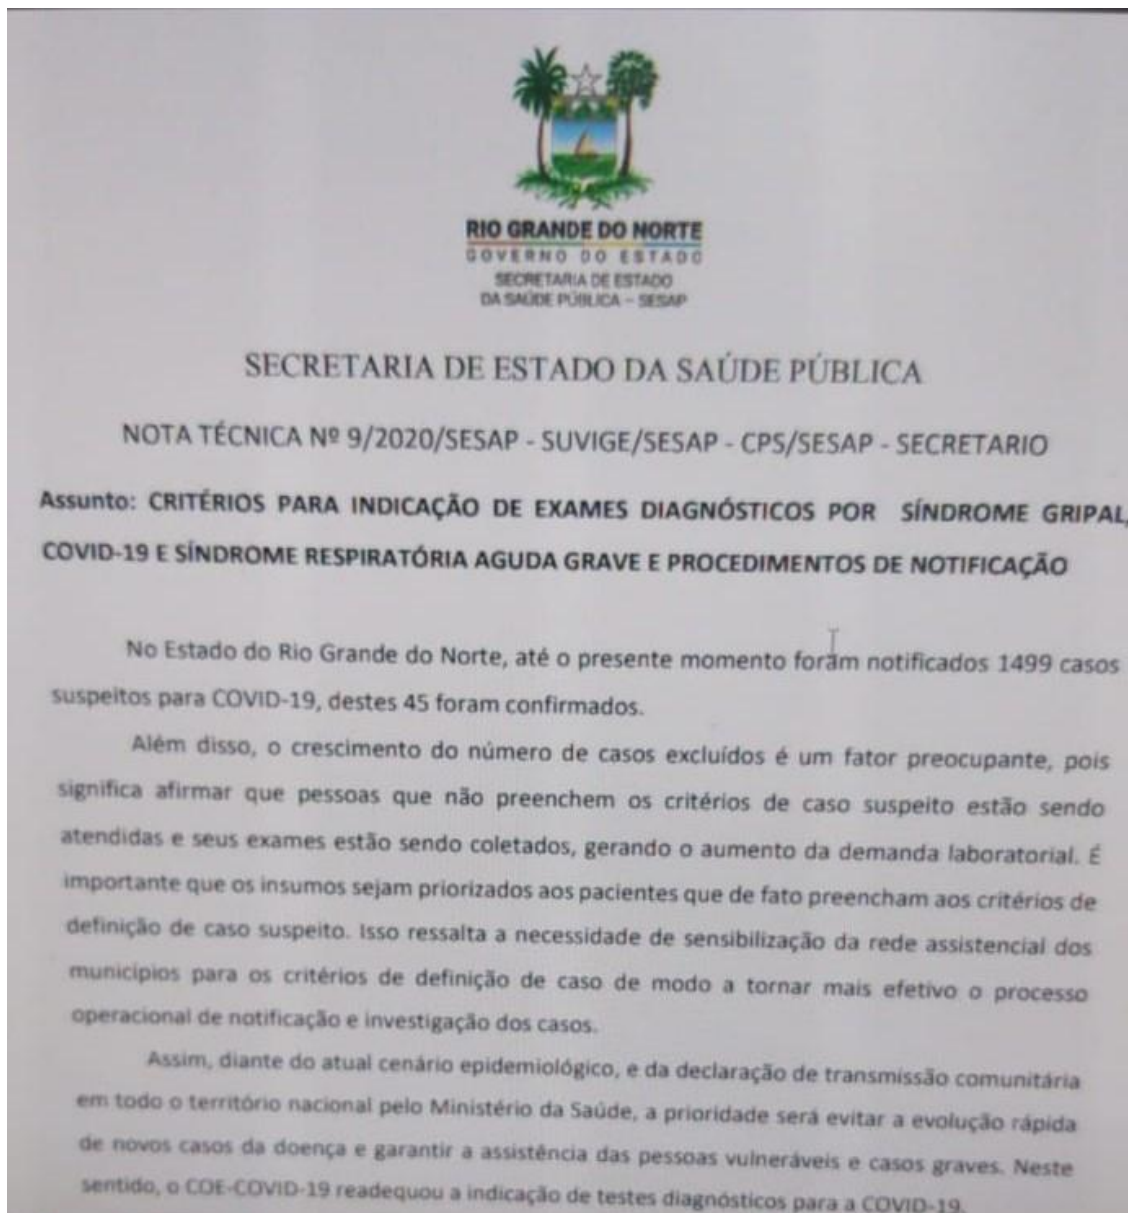 RIO GRANDE DO NORTE
GOVERNO DO ESTADO
SECRETARIA DE ESTADO
DA SAÚDE PÚBLICA - SESAP
SECRETARIA DE ESTADO DA SAÚDE PÚBLICA
NOTA TÉCNICA Nº 9/2020/SESAP - SUVIGE/SESAP - CPS/SESAP - SECRETARIO
Assunto: CRITÉRIOS PARA INDICAÇÃO DE EXAMES DIAGNÓSTICOS POR SÍNDROME GRIPAL,
COVID-19 E SÍNDROME RESPIRATÓRIA AGUDA GRAVE E PROCEDIMENTOS DE NOTIFICAÇÃO
No Estado do Rio Grande do Norte, até o presente momento foram notificados 1499 casos
suspeitos para COVID-19, destes 45 foram confirmados.
Além disso, o crescimento do número de casos excluídos é um fator preocupante, pois
significa afirmar que pessoas que não preenchem os critérios de caso suspeito estão sendo
atendidas e seus exames estão sendo coletados, gerando o aumento da demanda laboratorial. É
importante que os insumos sejam priorizados aos pacientes que de fato preencham aos critérios de
definição de caso suspeito. Isso ressalta a necessidade de sensibilização da rede assistencial dos
municípios para os critérios de definição de caso de modo a tornar mais efetivo o processo
operacional de notificação e investigação dos casos.
Assim, diante do atual cenário epidemiológico, e da declaração de transmissão comunitária
em todo o território nacional pelo Ministério da Saúde, a prioridade será evitar a evolução rápida
de novos casos da doença e garantir a assistência das pessoas vulneráveis e casos graves. Neste
sentido, o COE-COVID-19 readequou a indicação de testes diagnósticos para a COVID-19.